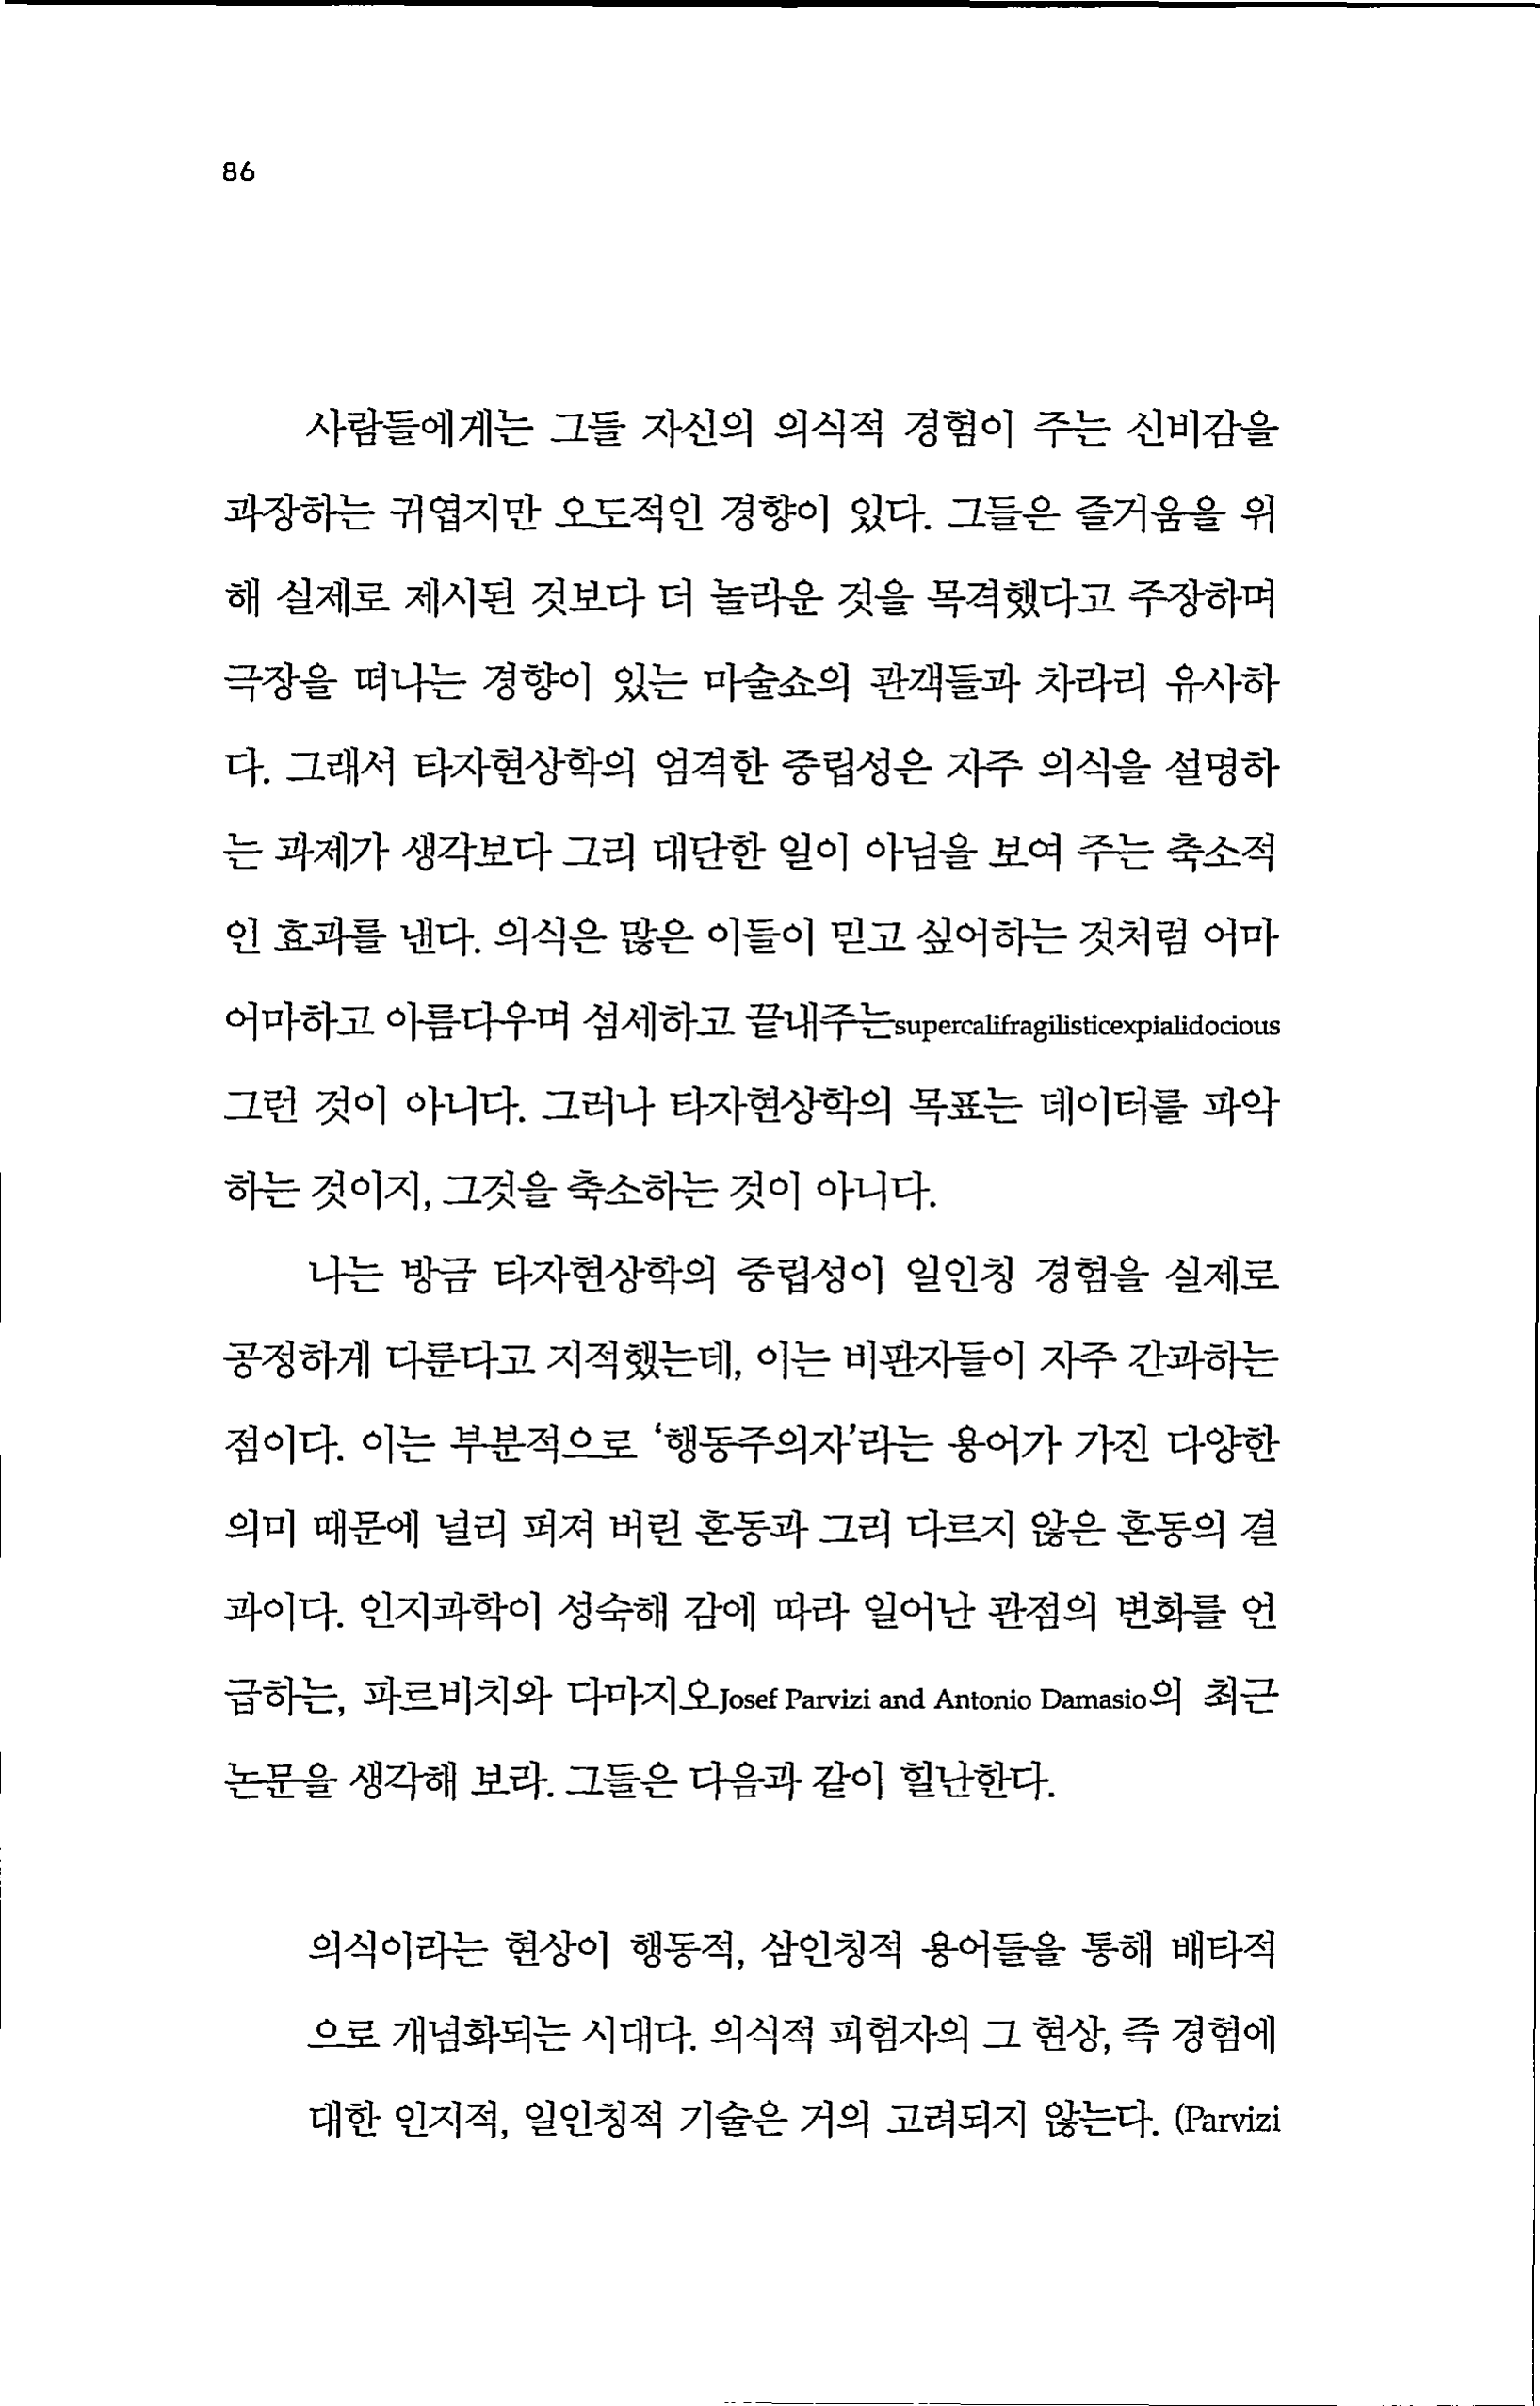 86
사람들에게는 그들 자신의 의식적 경험이 주는 신비감을
과장하는 귀엽지만 오도적인 경향이 있다. 그들은 즐거움을 위
해 실제로 제시된 것보다 더 놀라운 것을 목격했다고 주장하며
극장을 떠나는 경향이 있는 마술쇼의 관객들과 차라리 유사하
다. 그래서 타자현상학의 엄격한 중립성은 자주 의식을 설명하
는 과제가 생각보다 그리 대단한 일이 아님을 보여 주는 축소적
인 효과를 낸다. 의식은 많은 이들이 믿고 싶어하는 것처럼 어마
어마하고 아름다우며 섬세하고 끝내주는supercalifragilisticexpialidocious
그런 것이 아니다. 그러나 타자현상학의 목표는 데이터를 파악
하는 것이지, 그것을 축소하는 것이 아니다.
나는 방금 타자현상학의 중립성이 일인칭 경험을 실제로
공정하게 다룬다고 지적했는데, 이는 비판자들이 자주 간과하는
점이다. 이는 부분적으로 ‘행동주의자’라는 용어가 가진 다양한
의미 때문에 널리 퍼져 버린 혼동과 그리 다르지 않은 혼동의 결
과이다. 인지과학이 성숙해 감에 따라 일어난 관점의 변화를 언
급하는, 파르비치와 다마지오Josef Parvizi and Antonio Damasio의 최근
논문을 생각해 보라. 그들은 다음과 같이 힐난한다.
의식이라는 현상이 행동적, 삼인칭적 용어들을 통해 배타적
으로 개념화되는 시대다. 의식적 피험자의 그 현상, 즉 경험에
대한 인지적, 일인칭적 기술은 거의 고려되지 않는다. (Parvizi